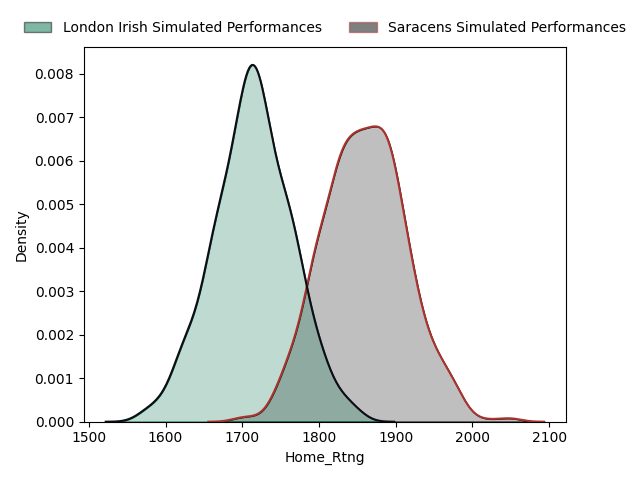 London Irish Simulated Performances Saracens Simulated Performances
0.008
0.007
0.006
0.005
0.004
0.003
0.002
0.001
0.000
Density
1500 1600 1700 1800 1900 2000 2100
Home_Rtng